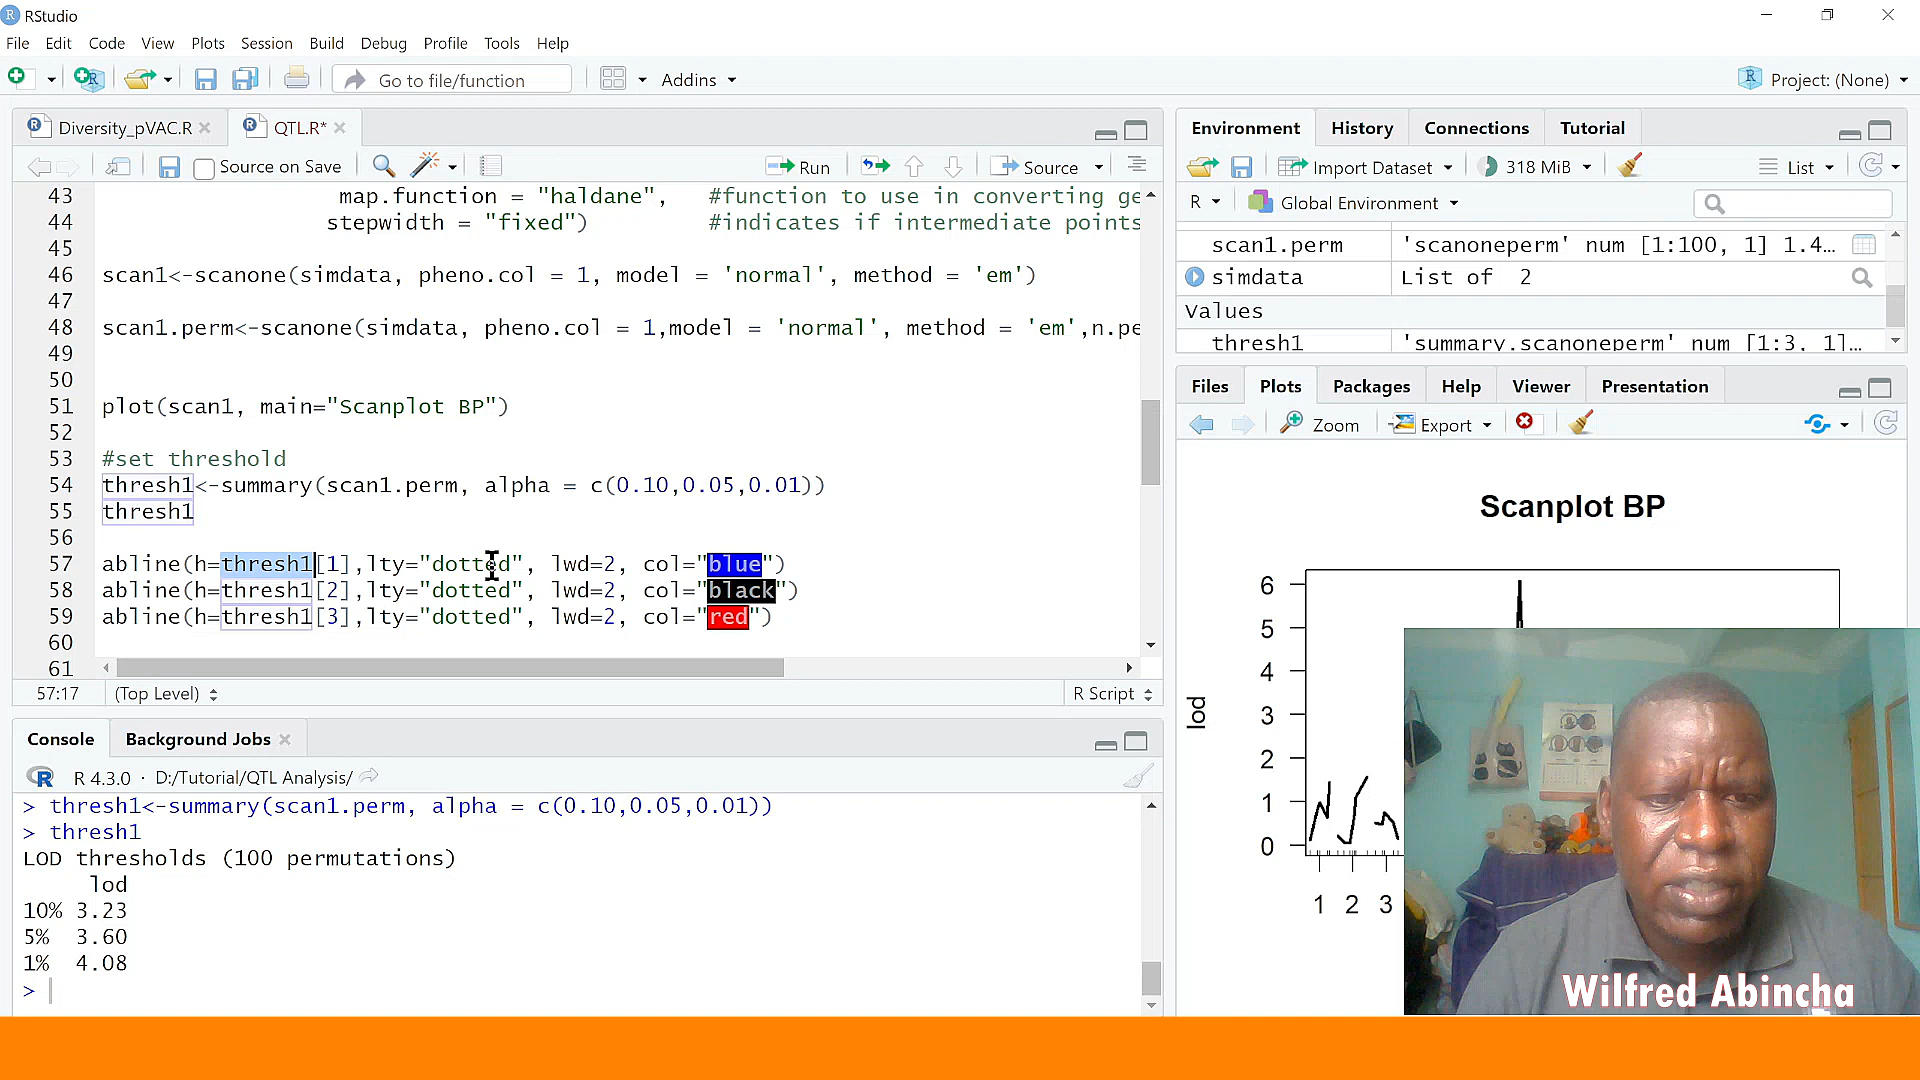 RStudio
File Edit Code View Plots Session Build Debug Profile Tools Help
Go to file/function Addins Project: (None)
Diversity_pVAC.R QTL.R*
Source on Save Run Source
43 map.function = "haldane", #function to use in converting ge
44 stepwidth = "fixed") #indicates if intermediate points
45
46 scan1<-scanone(simdata, pheno.col = 1, model = 'normal', method = 'em')
47
48 scan1.perm<-scanone(simdata, pheno.col = 1,model = 'normal', method = 'em',n.pe
49
50
51 plot(scan1, main="Scanplot BP")
52
53 #set threshold
54 thresh1<-summary(scan1.perm, alpha = c(0.10,0.05,0.01))
55 thresh1
56
57 abline(h=thresh1[1],lty="dotted", lwd=2, col="blue")
58 abline(h=thresh1[2],lty="dotted", lwd=2, col="black")
59 abline(h=thresh1[3],lty="dotted", lwd=2, col="red")
60
61
57:17 (Top Level) R Script
Console Background Jobs
R 4.3.0 · D:/Tutorial/QTL Analysis/
> thresh1<-summary(scan1.perm, alpha = c(0.10,0.05,0.01))
> thresh1
LOD thresholds (100 permutations)
lod
10% 3.23
5% 3.60
1% 4.08
>
Environment History Connections Tutorial
Import Dataset 318 MiB List
R Global Environment
scan1.perm 'scanoneperm' num [1:100, 1] 1.4…
simdata List of 2
Values
thresh1 'summary.scanoneperm' num [1:3, 1]…
Files Plots Packages Help Viewer Presentation
Zoom Export
Scanplot BP
lod
6
5
4
3
2
1
0
1 2 3
Wilfred Abincha